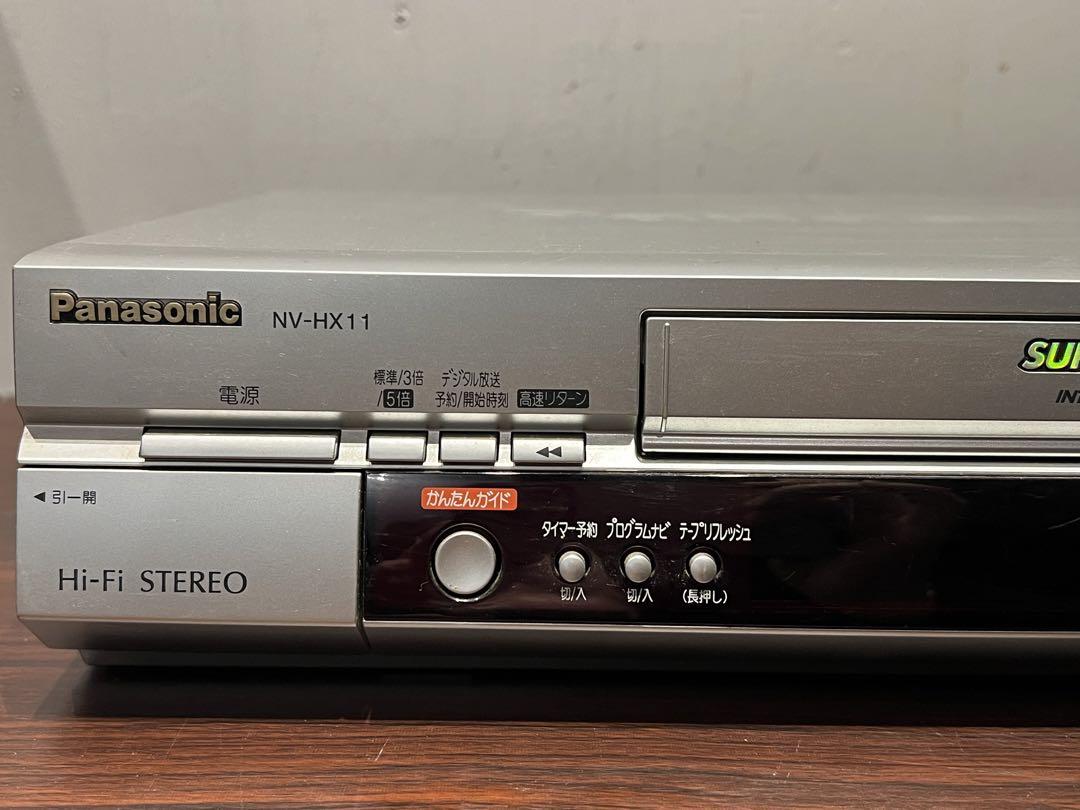 Panasonic NV-HX11
電源
標準/3倍
/5倍
デジタル放送
予約/開始時刻
高速リターン
◀◀
◀引ー開
Hi-Fi STEREO
かんたんガイド
タイマー予約 プログラムナビ テープリフレッシュ
切/入 切/入 (長押し)